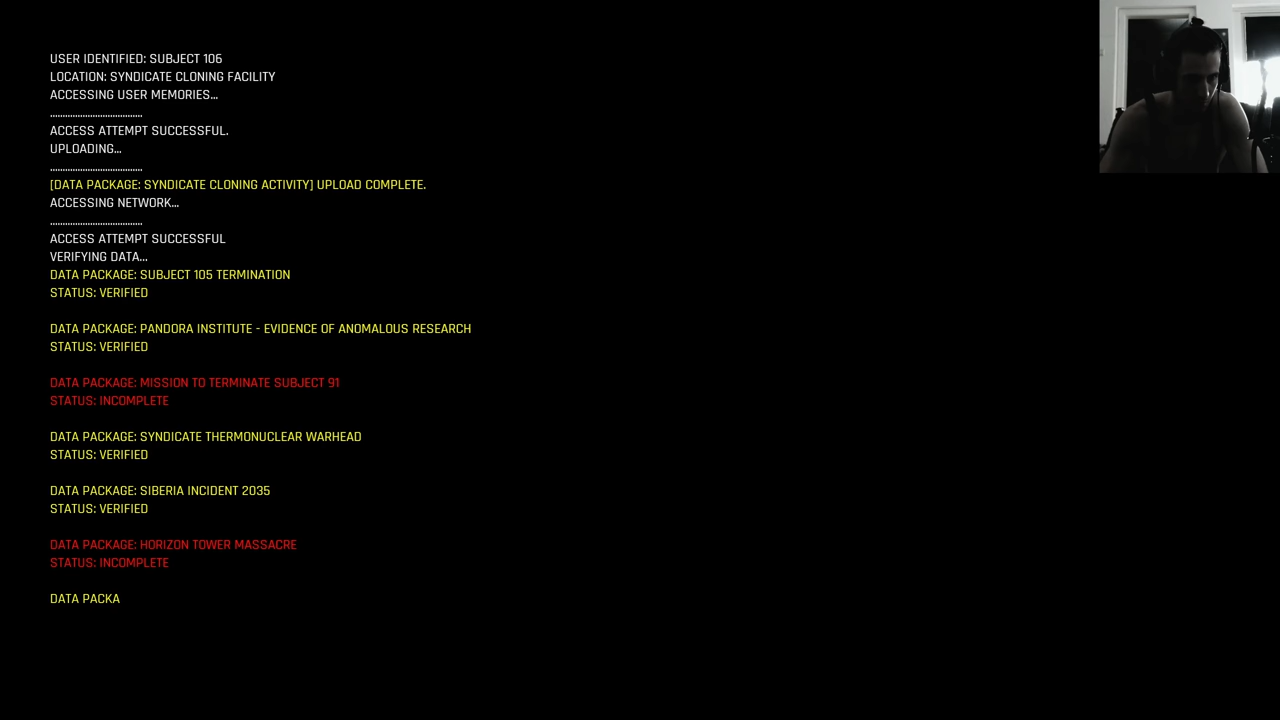 USER IDENTIFIED: SUBJECT 106
LOCATION: SYNDICATE CLONING FACILITY
ACCESSING USER MEMORIES...
.....................................
ACCESS ATTEMPT SUCCESSFUL.
UPLOADING...
.....................................
[DATA PACKAGE: SYNDICATE CLONING ACTIVITY] UPLOAD COMPLETE.
ACCESSING NETWORK...
.....................................
ACCESS ATTEMPT SUCCESSFUL
VERIFYING DATA...
DATA PACKAGE: SUBJECT 105 TERMINATION
STATUS: VERIFIED
DATA PACKAGE: PANDORA INSTITUTE - EVIDENCE OF ANOMALOUS RESEARCH
STATUS: VERIFIED
DATA PACKAGE: MISSION TO TERMINATE SUBJECT 91
STATUS: INCOMPLETE
DATA PACKAGE: SYNDICATE THERMONUCLEAR WARHEAD
STATUS: VERIFIED
DATA PACKAGE: SIBERIA INCIDENT 2035
STATUS: VERIFIED
DATA PACKAGE: HORIZON TOWER MASSACRE
STATUS: INCOMPLETE
DATA PACKA